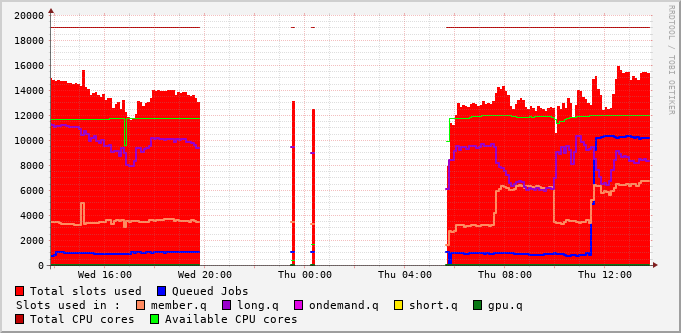 20000
18000
16000
14000
12000
10000
8000
6000
4000
2000
0
Wed 16:00 Wed 20:00 Thu 00:00 Thu 04:00 Thu 08:00 Thu 12:00
Total slots used Queued Jobs
Slots used in : member.q long.q ondemand.q short.q gpu.q
Total CPU cores Available CPU cores
RRDTOOL / TOBI OETIKER